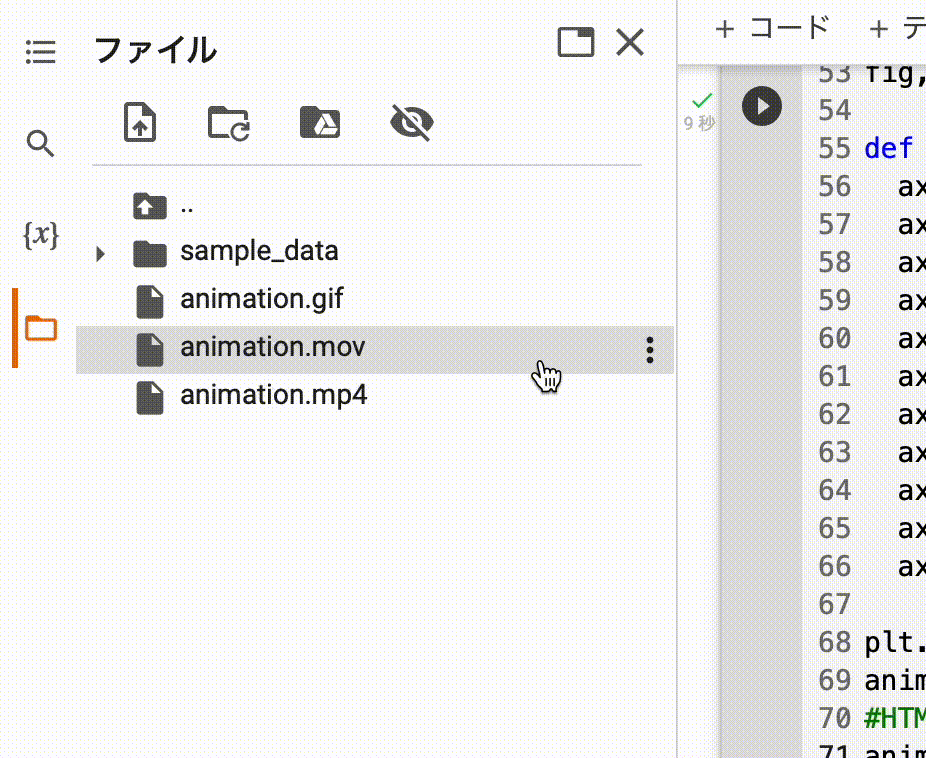 ファイル
{x}
..
sample_data
animation.gif
animation.mov
animation.mp4
+ コード + テ
9 秒
53 fig,
54
55 def
56 ax
57 ax
58 ax
59 ax
60 ax
61 ax
62 ax
63 ax
64 ax
65 ax
66 ax
67
68 plt.
69 anim
70 #HTM
71 anim